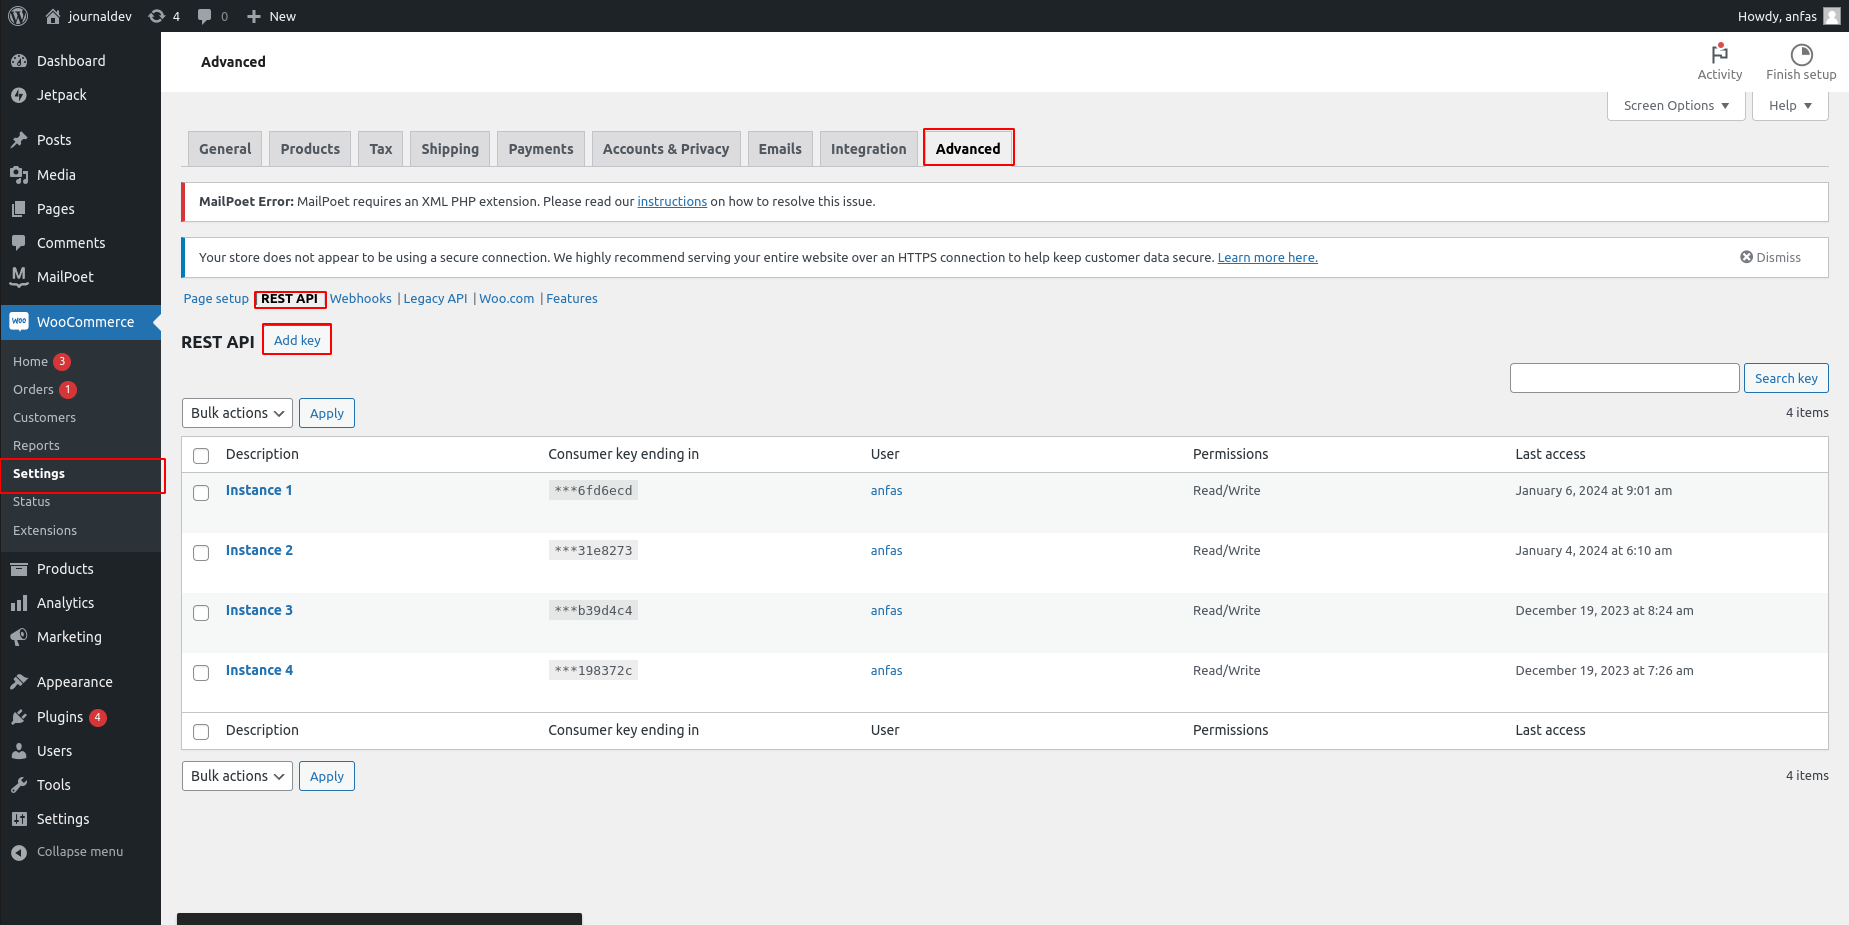 journaldev 4 0 New Howdy, anfas
Dashboard
Jetpack
Posts
Media
Pages
Comments
MailPoet
WooCommerce
Home 3
Orders 1
Customers
Reports
Settings
Status
Extensions
Products
Analytics
Marketing
Appearance
Plugins 4
Users
Tools
Settings
Collapse menu
Advanced
Activity Finish setup
Screen Options Help
General Products Tax Shipping Payments Accounts & Privacy Emails Integration Advanced
MailPoet Error: MailPoet requires an XML PHP extension. Please read our instructions on how to resolve this issue.
Your store does not appear to be using a secure connection. We highly recommend serving your entire website over an HTTPS connection to help keep customer data secure. Learn more here. Dismiss
Page setup | REST API | Webhooks | Legacy API | Woo.com | Features
REST API Add key
Search key
Bulk actions Apply 4 items
Description Consumer key ending in User Permissions Last access
Instance 1 ***6fd6ecd anfas Read/Write January 6, 2024 at 9:01 am
Instance 2 ***31e8273 anfas Read/Write January 4, 2024 at 6:10 am
Instance 3 ***b39d4c4 anfas Read/Write December 19, 2023 at 8:24 am
Instance 4 ***198372c anfas Read/Write December 19, 2023 at 7:26 am
Description Consumer key ending in User Permissions Last access
Bulk actions Apply 4 items